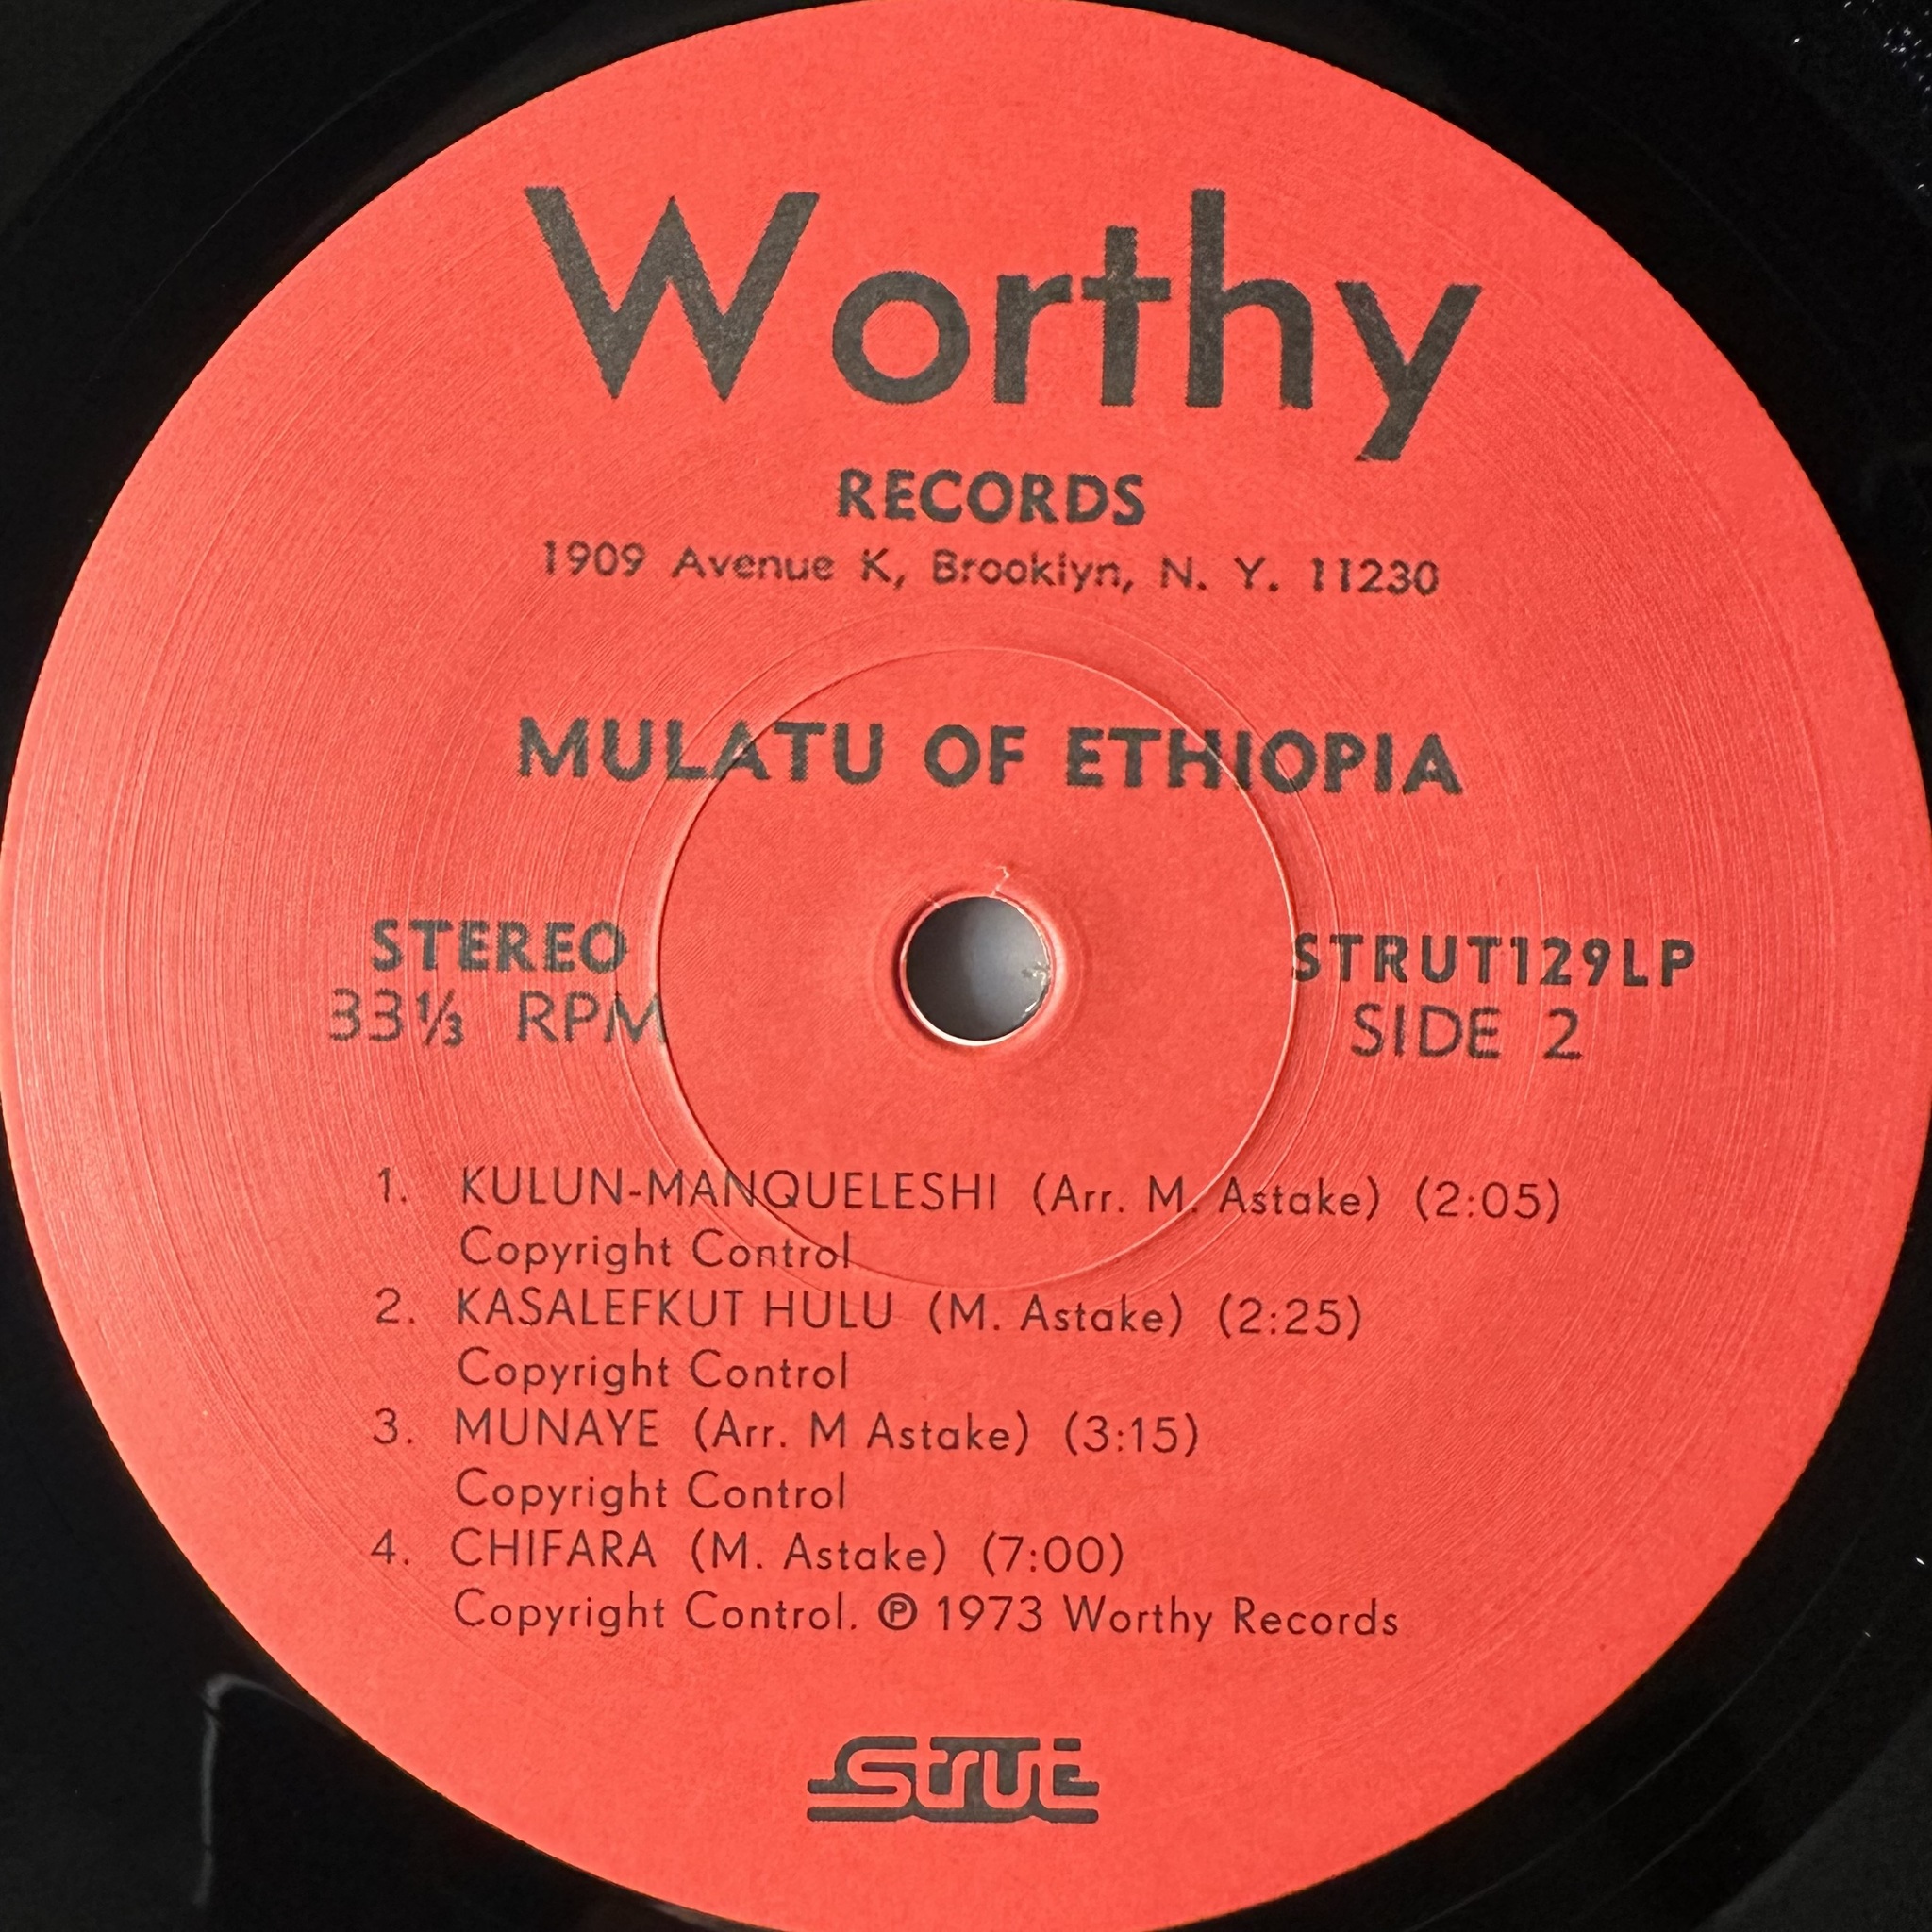 Worthy
RECORDS
1909 Avenue K, Brooklyn, N. Y. 11230
MULATU OF ETHIOPIA
STEREO
33⅓ RPM
STRUT129LP
SIDE 2
1. KULUN-MANQUELESHI (Arr. M. Astake) (2:05)
Copyright Control
2. KASALEFKUT HULU (M. Astake) (2:25)
Copyright Control
3. MUNAYE (Arr. M Astake) (3:15)
Copyright Control
4. CHIFARA (M. Astake) (7:00)
Copyright Control. ℗ 1973 Worthy Records
STRUT